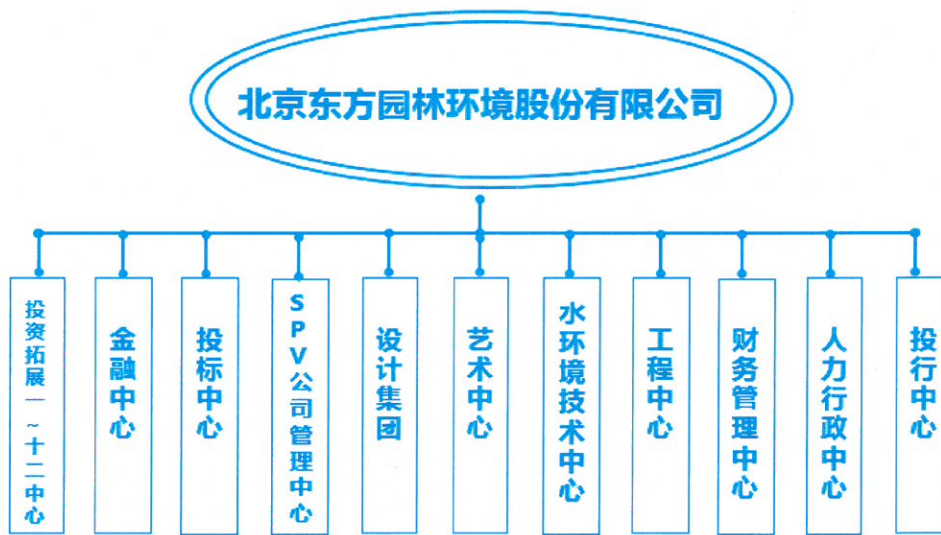 北京东方园林环境股份有限公司
投资拓展一~十二中心
金融中心
投标中心
SPV公司管理中心
设计集团
艺术中心
水环境技术中心
工程中心
财务管理中心
人力行政中心
投行中心